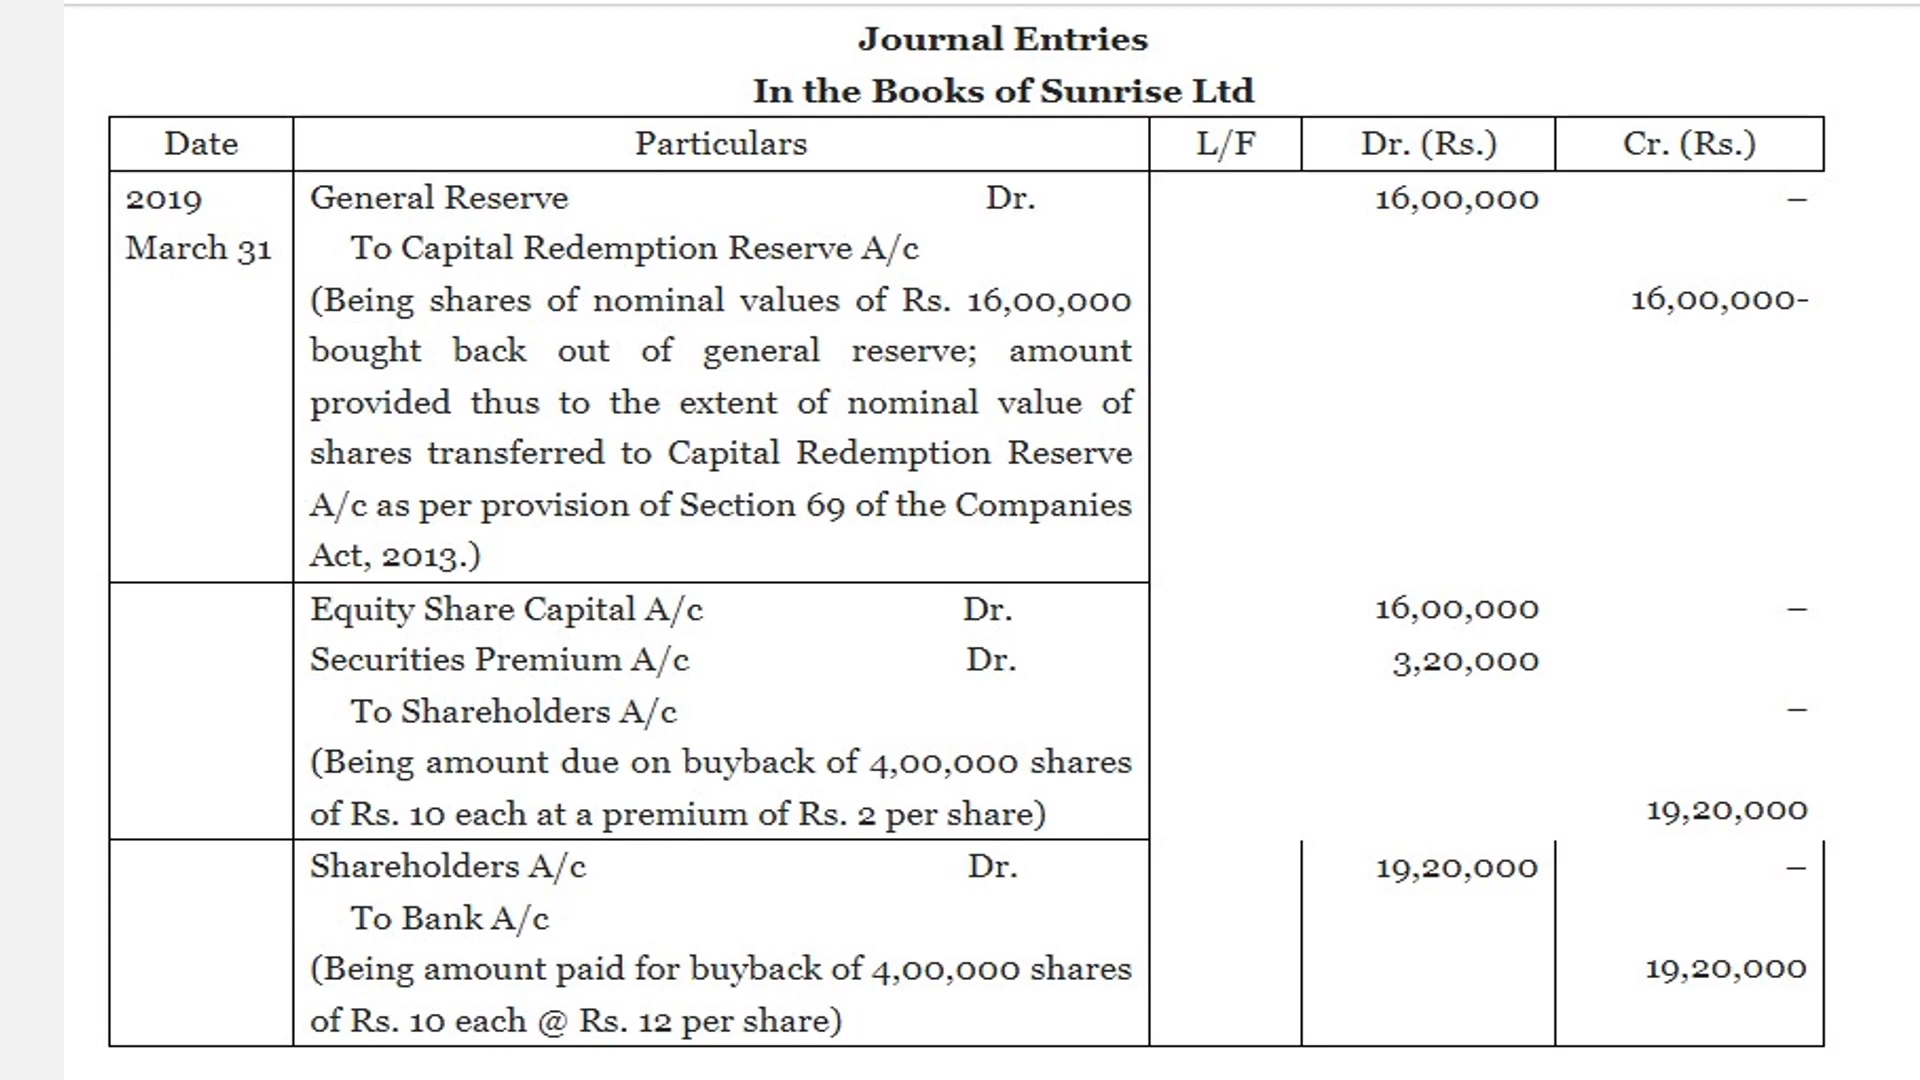 Journal Entries
In the Books of Sunrise Ltd
Date Particulars L/F Dr. (Rs.) Cr. (Rs.)
2019 General Reserve Dr. 16,00,000 –
March 31 To Capital Redemption Reserve A/c
(Being shares of nominal values of Rs. 16,00,000 16,00,000-
bought back out of general reserve; amount
provided thus to the extent of nominal value of
shares transferred to Capital Redemption Reserve
A/c as per provision of Section 69 of the Companies
Act, 2013.)
Equity Share Capital A/c Dr. 16,00,000 –
Securities Premium A/c Dr. 3,20,000
To Shareholders A/c –
(Being amount due on buyback of 4,00,000 shares
of Rs. 10 each at a premium of Rs. 2 per share) 19,20,000
Shareholders A/c Dr. 19,20,000 –
To Bank A/c
(Being amount paid for buyback of 4,00,000 shares 19,20,000
of Rs. 10 each @ Rs. 12 per share)